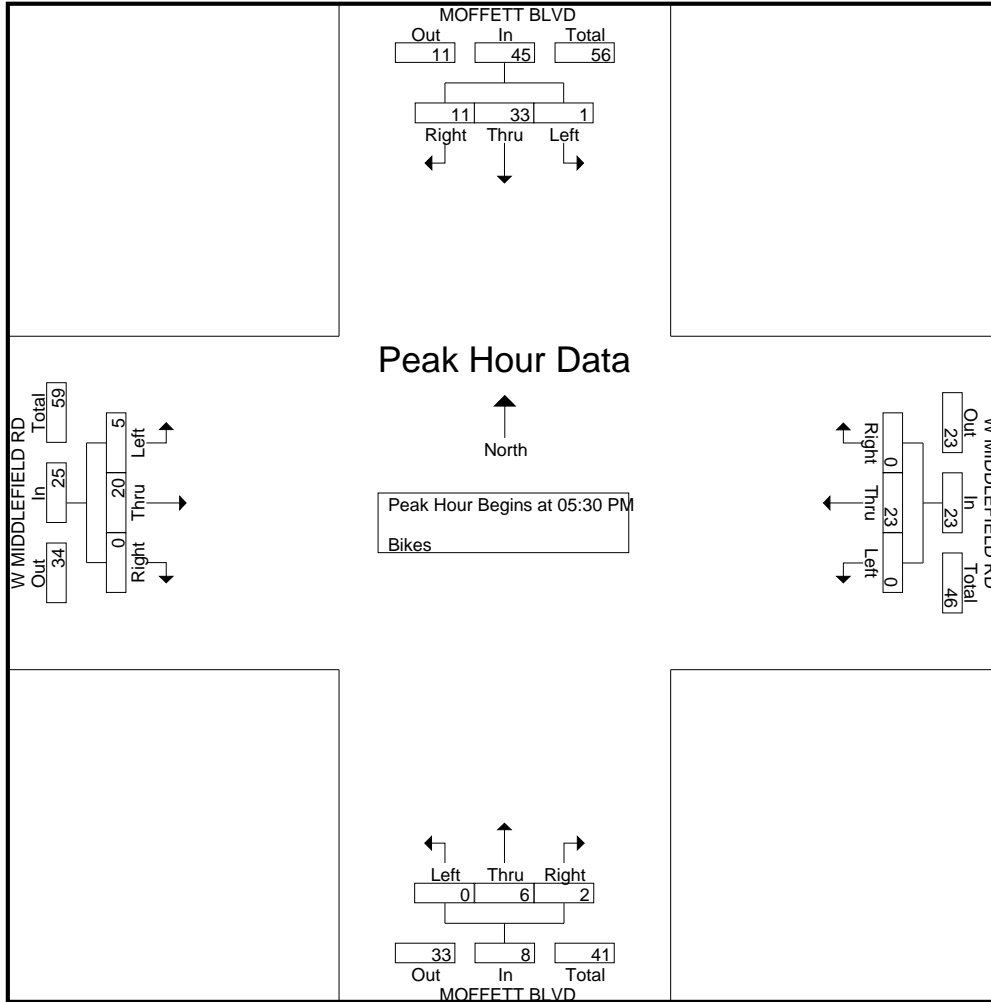 MOFFETT BLVD
Out In Total
11 45 56
11 33 1
Right Thru Left
Peak Hour Data
North
Peak Hour Begins at 05:30 PM
Bikes
W MIDDLEFIELD RD
Out In Total
34 25 59
0 20 5
Right Thru Left
W MIDDLEFIELD RD
Out In Total
23 23 46
0 23 0
Right Thru Left
Left Thru Right
0 6 2
33 8 41
Out In Total
MOFFETT BLVD